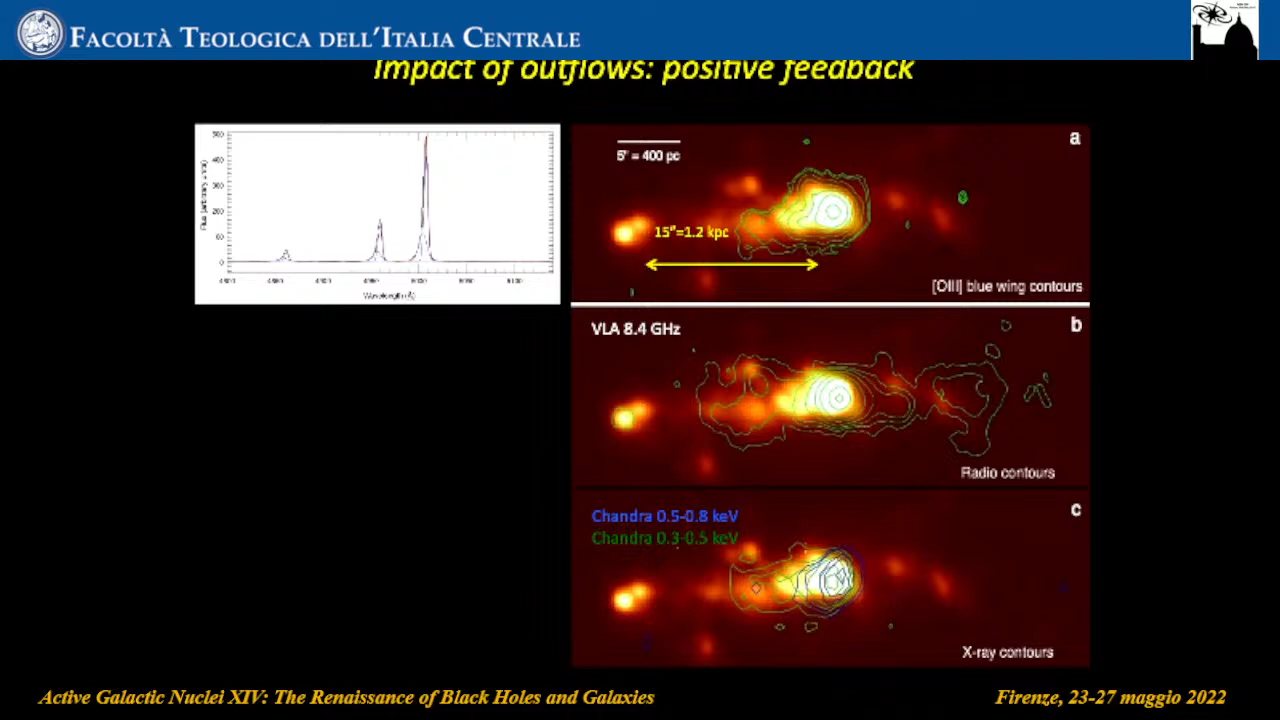 FACOLTÀ TEOLOGICA DELL'ITALIA CENTRALE
Impact of outflows: positive feedback
a
5" = 400 pc
15"=1.2 kpc
[OIII] blue wing contours
Wavelength (Å)
VLA 8.4 GHz
b
Radio contours
Chandra 0.5-0.8 keV
c
Chandra 0.3-0.5 keV
X-ray contours
Active Galactic Nuclei XIV: The Renaissance of Black Holes and Galaxies
Firenze, 23-27 maggio 2022